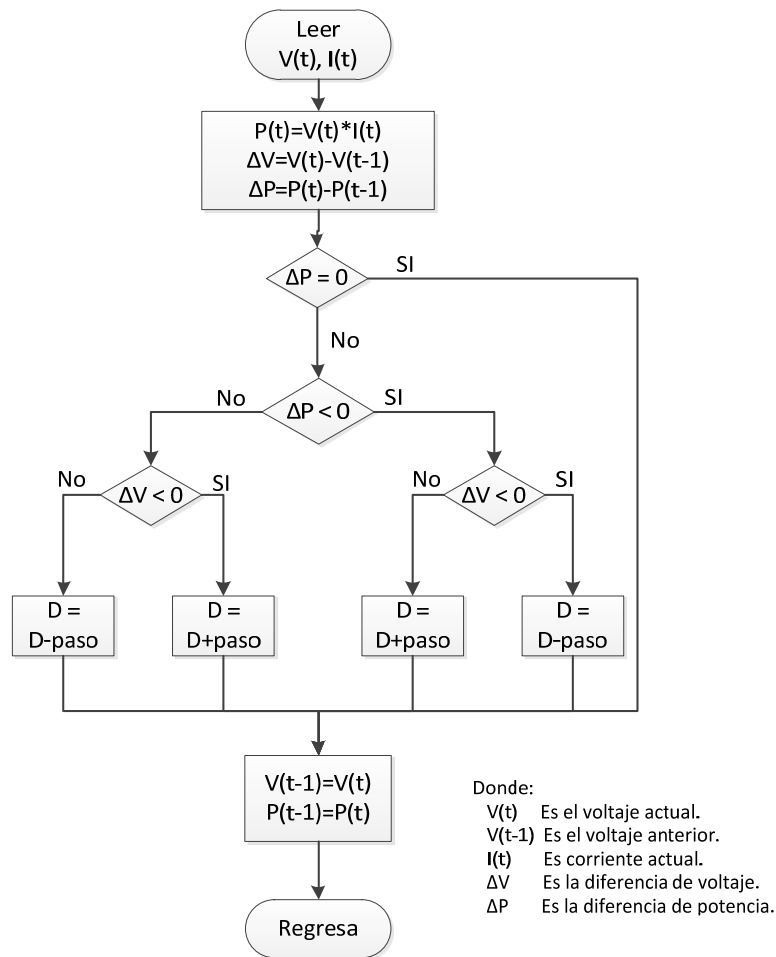 Leer
V(t), I(t)
P(t)=V(t)*I(t)
ΔV=V(t)-V(t-1)
ΔP=P(t)-P(t-1)
ΔP = 0
SI
No
ΔP < 0
No
SI
ΔV < 0
No
SI
ΔV < 0
No
SI
D =
D-paso
D =
D+paso
D =
D+paso
D =
D-paso
V(t-1)=V(t)
P(t-1)=P(t)
Regresa
Donde:
V(t) Es el voltaje actual.
V(t-1) Es el voltaje anterior.
I(t) Es corriente actual.
ΔV Es la diferencia de voltaje.
ΔP Es la diferencia de potencia.